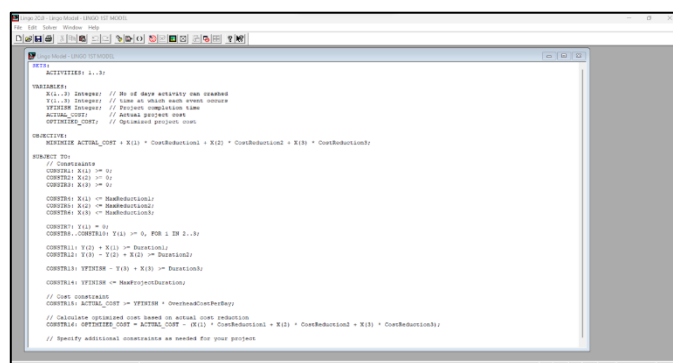 Lingo 20.0 - Lingo Model - LINGO 1ST MODEL
File Edit Solver Window Help
Lingo Model - LINGO 1ST MODEL
SETS:
ACTIVITIES: 1..3;
VARIABLES:
X(1..3) Integer; // No of days activity can crashed
Y(1..3) Integer; // time at which each event occurs
YFINISH Integer; // Project completion time
ACTUAL_COST; // Actual project cost
OPTIMIZED_COST; // Optimized project cost
OBJECTIVE:
MINIMIZE ACTUAL_COST + X(1) * CostReduction1 + X(2) * CostReduction2 + X(3) * CostReduction3;
SUBJECT TO:
// Constraints
CONSTR1: X(1) >= 0;
CONSTR2: X(2) >= 0;
CONSTR3: X(3) >= 0;
CONSTR4: X(1) <= MaxReduction1;
CONSTR5: X(2) <= MaxReduction2;
CONSTR6: X(3) <= MaxReduction3;
CONSTR7: Y(1) = 0;
CONSTR8..CONSTR10: Y(i) >= 0, FOR i IN 2..3;
CONSTR11: Y(2) + X(1) >= Duration1;
CONSTR12: Y(3) - Y(2) + X(2) >= Duration2;
CONSTR13: YFINISH - Y(3) + X(3) >= Duration3;
CONSTR14: YFINISH <= MaxProjectDuration;
// Cost constraint
CONSTR15: ACTUAL_COST >= YFINISH * OverheadCostPerDay;
// Calculate optimized cost based on actual cost reduction
CONSTR16: OPTIMIZED_COST = ACTUAL_COST - (X(1) * CostReduction1 + X(2) * CostReduction2 + X(3) * CostReduction3);
// Specify additional constraints as needed for your project